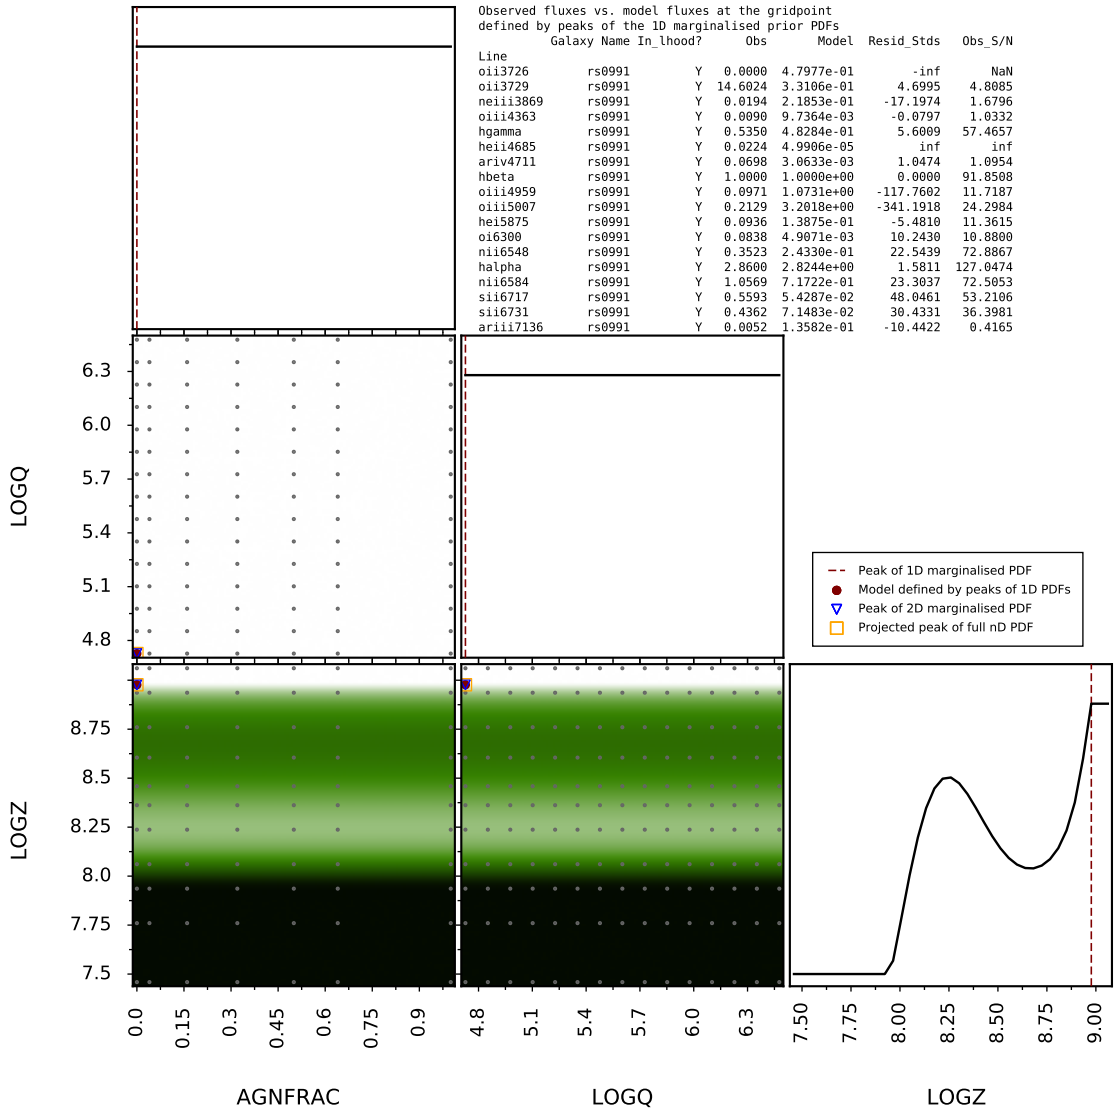 Observed fluxes vs. model fluxes at the gridpoint
defined by peaks of the 1D marginalised prior PDFs
Galaxy Name In_lhood? Obs Model Resid_Stds Obs_S/N
Line
oii3726 rs0991 Y 0.0000 4.7977e-01 -inf NaN
oii3729 rs0991 Y 14.6024 3.3106e-01 4.6995 4.8085
neiii3869 rs0991 Y 0.0194 2.1853e-01 -17.1974 1.6796
oiii4363 rs0991 Y 0.0090 9.7364e-03 -0.0797 1.0332
hgamma rs0991 Y 0.5350 4.8284e-01 5.6009 57.4657
heii4685 rs0991 Y 0.0224 4.9906e-05 inf inf
ariv4711 rs0991 Y 0.0698 3.0633e-03 1.0474 1.0954
hbeta rs0991 Y 1.0000 1.0000e+00 0.0000 91.8508
oiii4959 rs0991 Y 0.0971 1.0731e+00 -117.7602 11.7187
oiii5007 rs0991 Y 0.2129 3.2018e+00 -341.1918 24.2984
hei5875 rs0991 Y 0.0936 1.3875e-01 -5.4810 11.3615
oi6300 rs0991 Y 0.0838 4.9071e-03 10.2430 10.8800
nii6548 rs0991 Y 0.3523 2.4330e-01 22.5439 72.8867
halpha rs0991 Y 2.8600 2.8244e+00 1.5811 127.0474
nii6584 rs0991 Y 1.0569 7.1722e-01 23.3037 72.5053
sii6717 rs0991 Y 0.5593 5.4287e-02 48.0461 53.2106
sii6731 rs0991 Y 0.4362 7.1483e-02 30.4331 36.3981
ariii7136 rs0991 Y 0.0052 1.3582e-01 -10.4422 0.4165
LOGQ
6.3
6.0
5.7
5.4
5.1
4.8
Peak of 1D marginalised PDF
Model defined by peaks of 1D PDFs
Peak of 2D marginalised PDF
Projected peak of full nD PDF
LOGZ
8.75
8.5
8.25
8.0
7.75
7.5
0.0 0.15 0.3 0.45 0.6 0.75 0.9
4.8 5.1 5.4 5.7 6.0 6.3
7.50 7.75 8.00 8.25 8.50 8.75 9.00
AGNFRAC LOGQ LOGZ